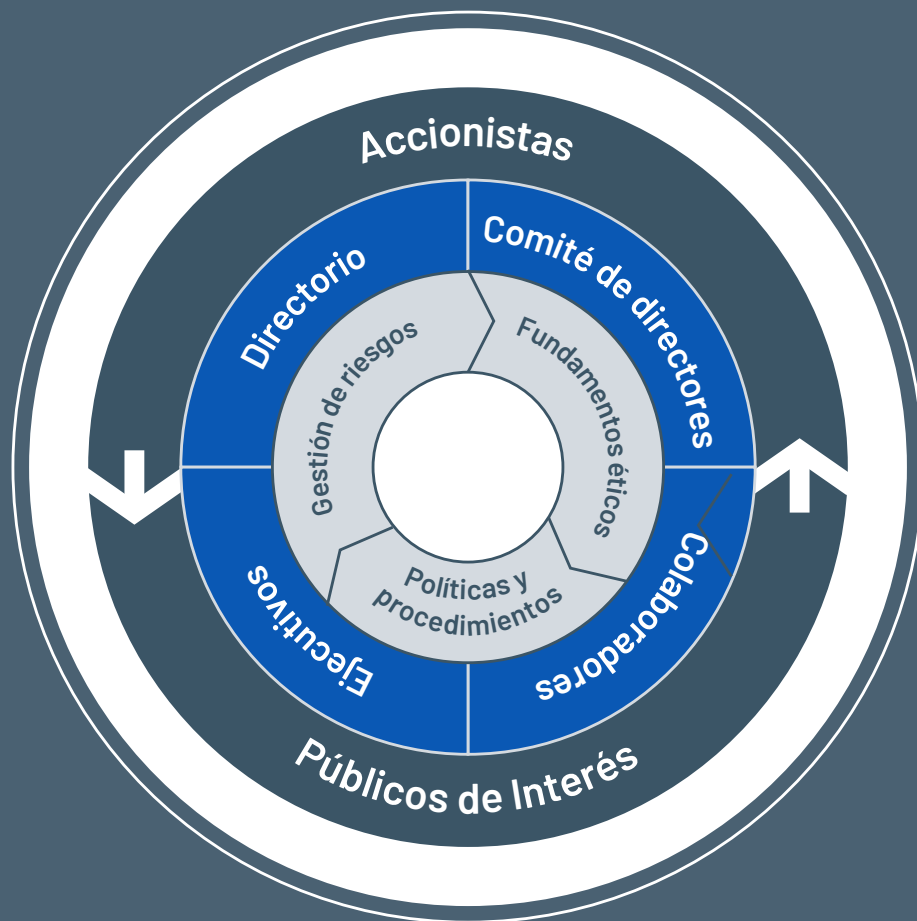 Accionistas
Directorio
Comité de directores
Gestión de riesgos
Fundamentos éticos
Políticas y
procedimientos
Ejecutivos
Colaboradores
Públicos de Interés